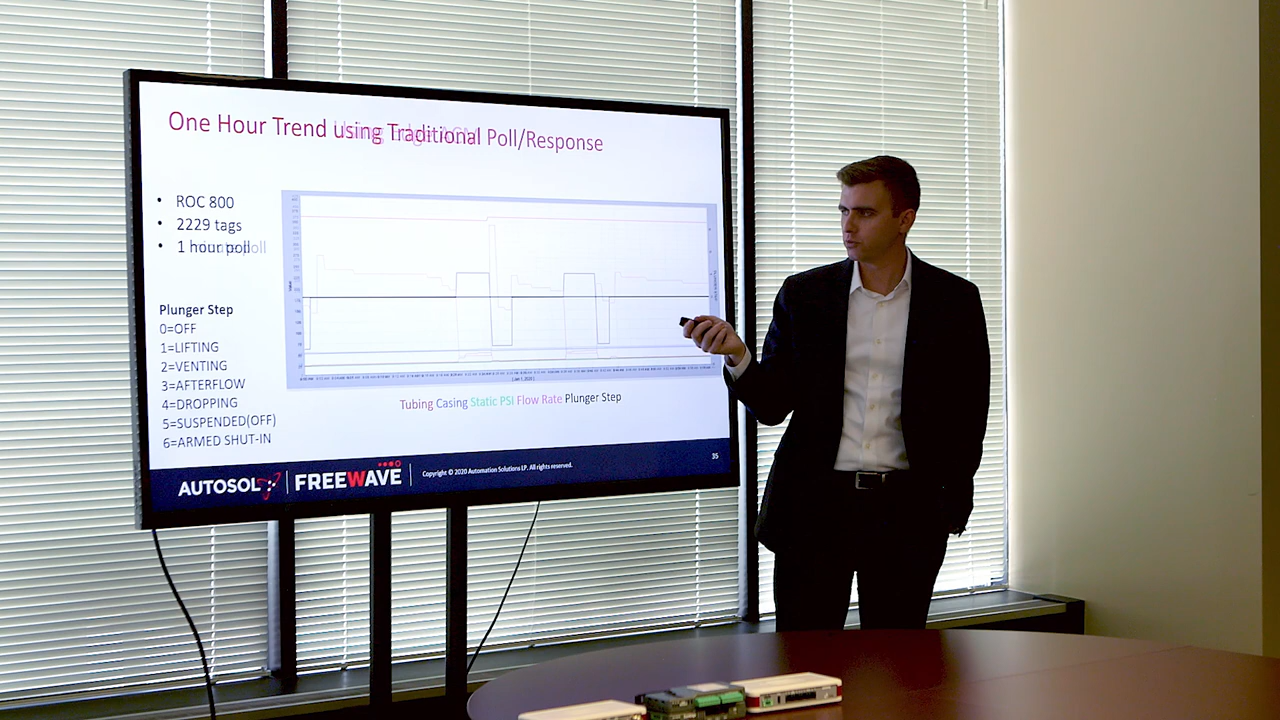 One Hour Trend using Traditional Poll/Response
• ROC 800
• 2229 tags
• 1 hour poll
Plunger Step
0=OFF
1=LIFTING
2=VENTING
3=AFTERFLOW
4=DROPPING
5=SUSPENDED(OFF)
6=ARMED SHUT-IN
Tubing Casing Static PSI Flow Rate Plunger Step
AUTOSOL
FREEWAVE
Copyright © 2020 Automation Solutions LP. All rights reserved.
35